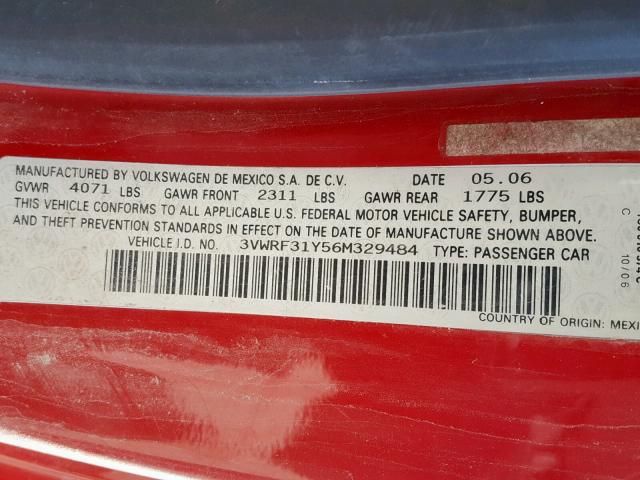 MANUFACTURED BY VOLKSWAGEN DE MEXICO S.A. DE C.V. DATE 05.06
GVWR 4071 LBS GAWR FRONT 2311 LBS GAWR REAR 1775 LBS
THIS VEHICLE CONFORMS TO ALL APPLICABLE U.S. FEDERAL MOTOR VEHICLE SAFETY, BUMPER,
AND THEFT PREVENTION STANDARDS IN EFFECT ON THE DATE OF MANUFACTURE SHOWN ABOVE.
VEHICLE I.D. NO. 3VWRF31Y56M329484 TYPE: PASSENGER CAR
COUNTRY OF ORIGIN: MEXI
C
10/06